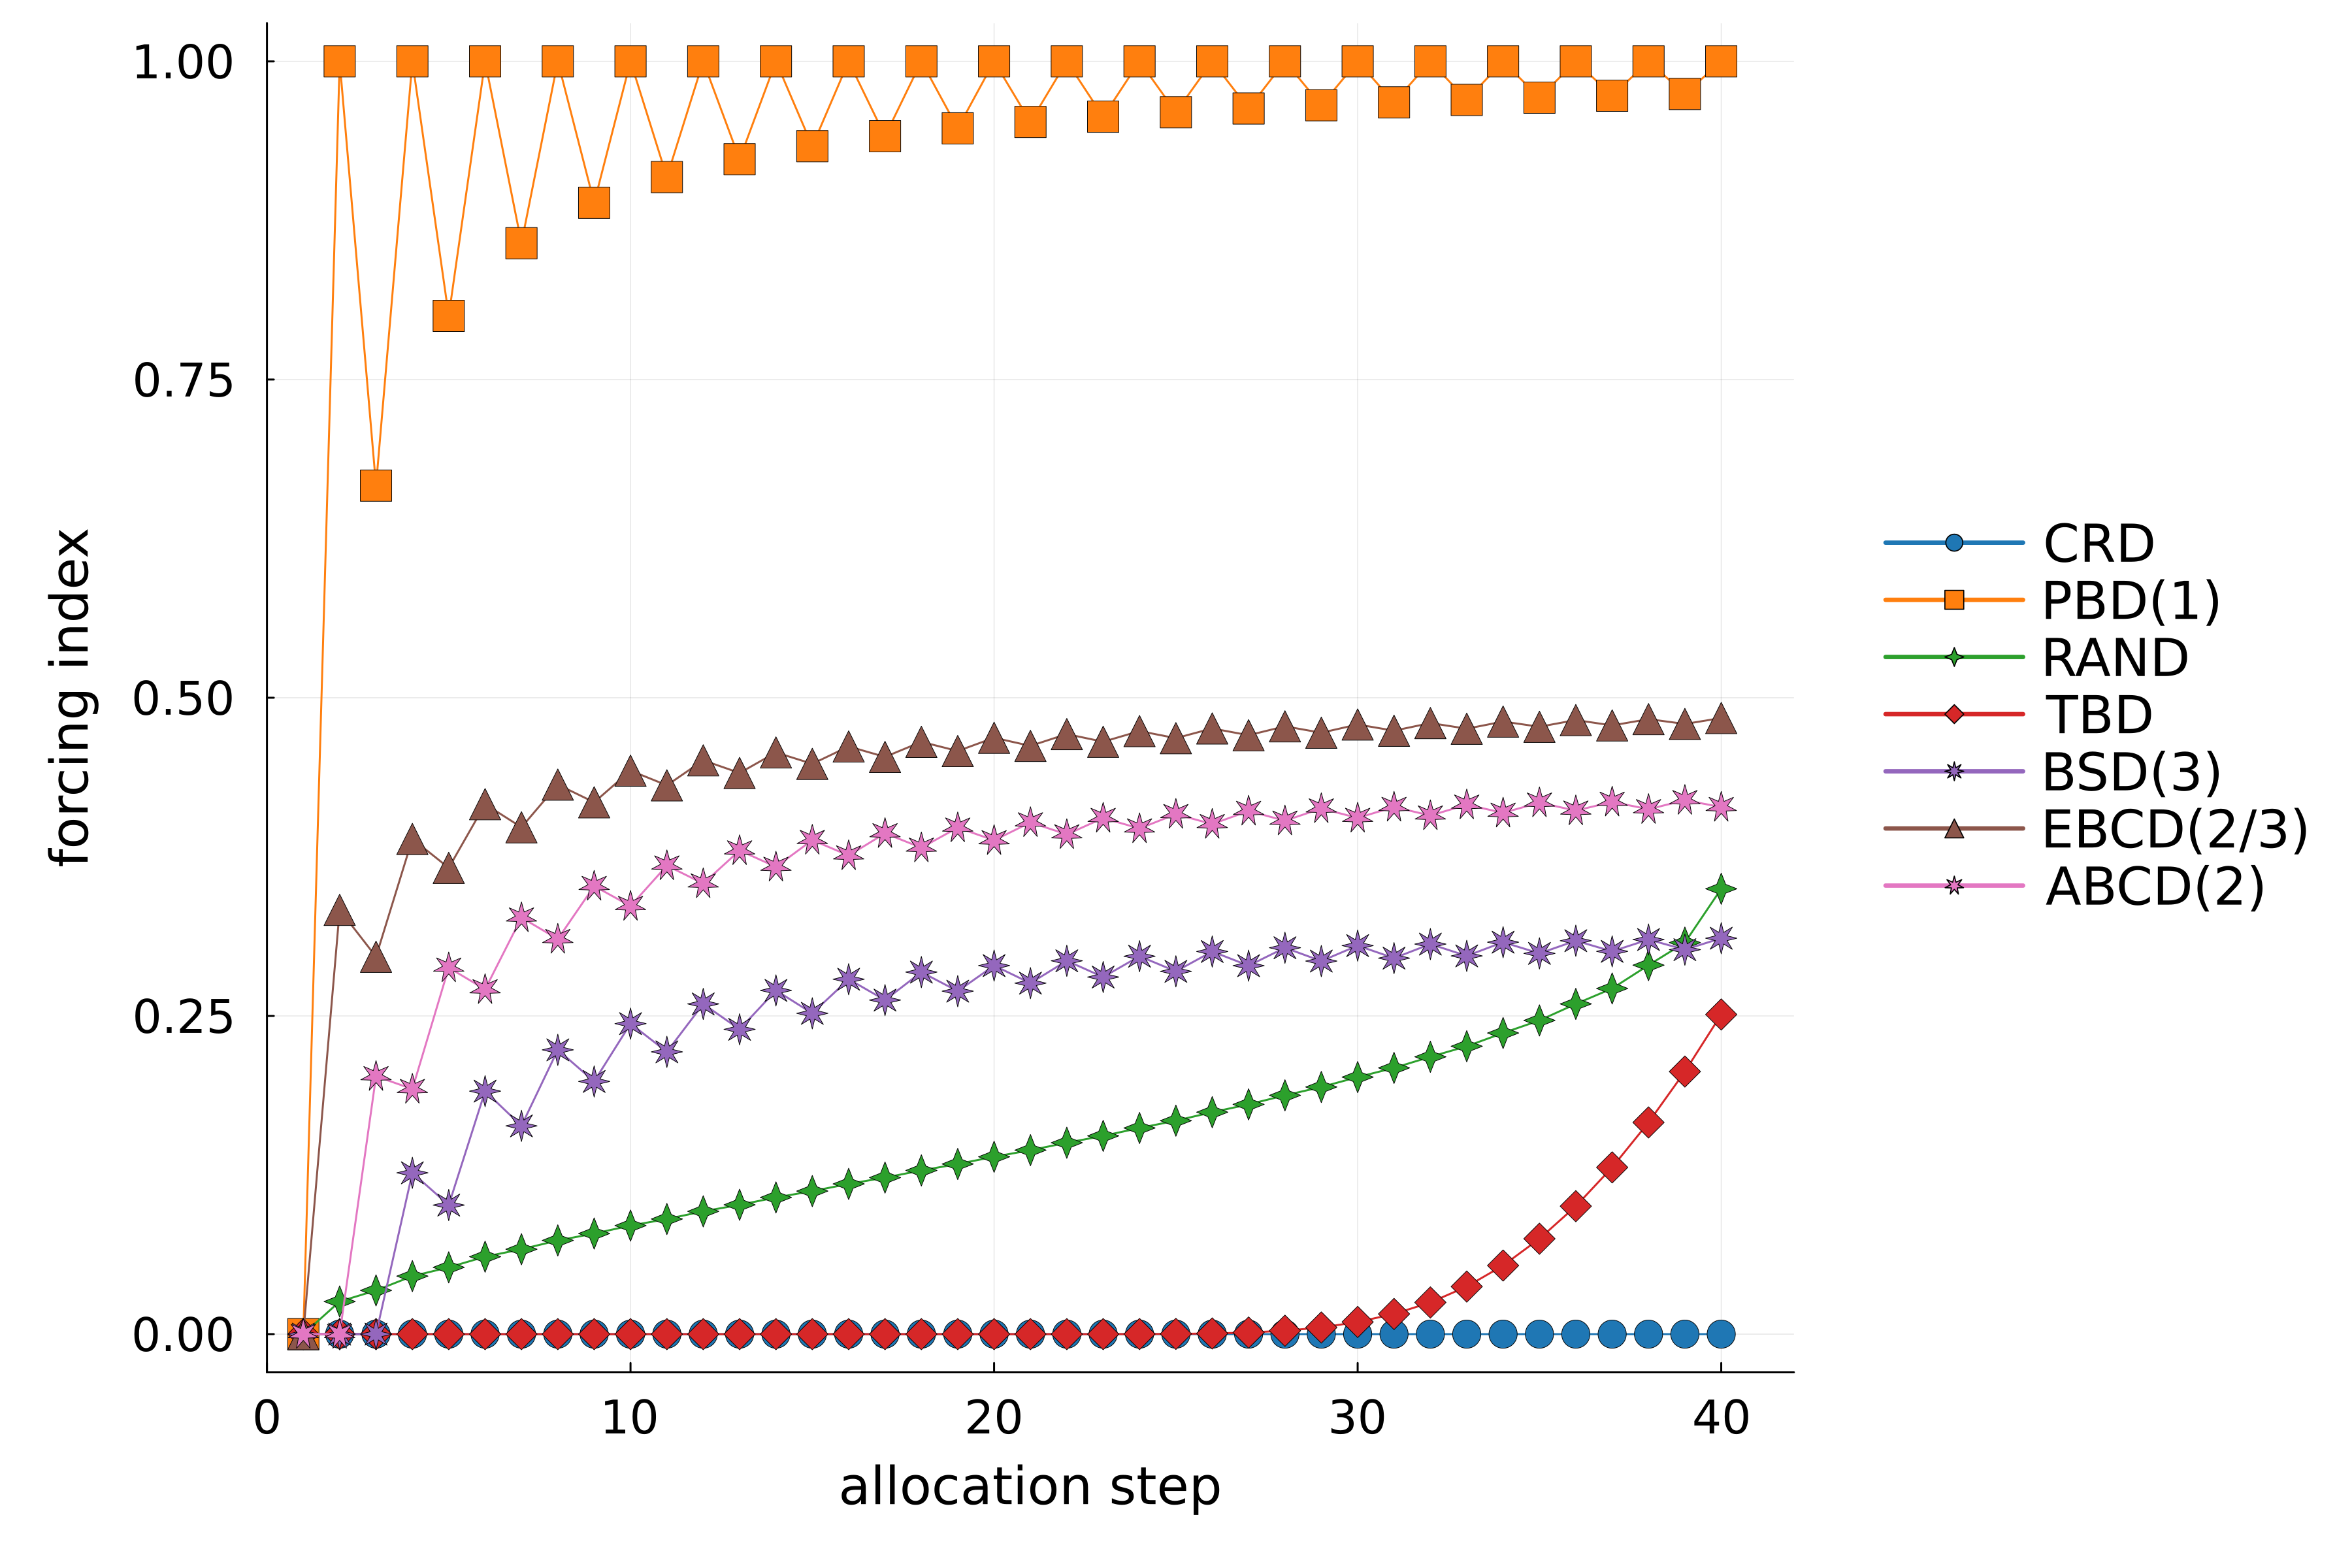 1.00
0.75
0.50
0.25
0.00
forcing index
0
10
20
30
40
allocation step
CRD
PBD(1)
RAND
TBD
BSD(3)
EBCD(2/3)
ABCD(2)